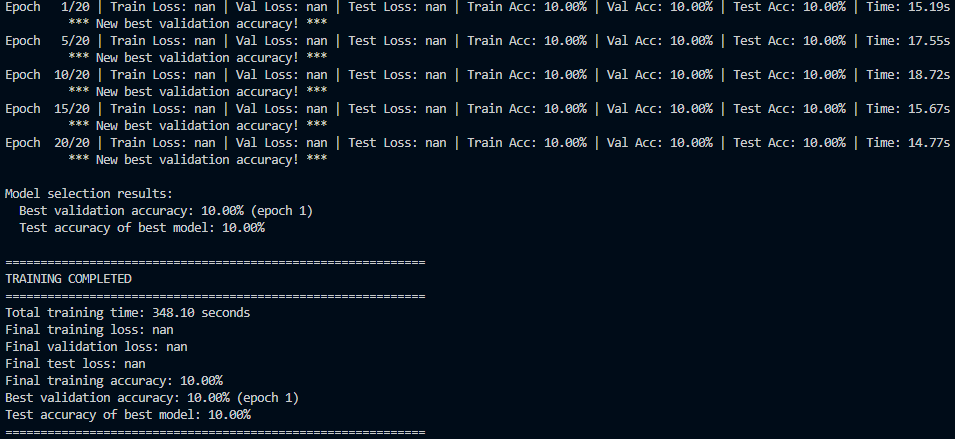 Epoch   1/20 | Train Loss: nan | Val Loss: nan | Test Loss: nan | Train Acc: 10.00% | Val Acc: 10.00% | Test Acc: 10.00% | Time: 15.19s
*** New best validation accuracy! ***
Epoch   5/20 | Train Loss: nan | Val Loss: nan | Test Loss: nan | Train Acc: 10.00% | Val Acc: 10.00% | Test Acc: 10.00% | Time: 17.55s
*** New best validation accuracy! ***
Epoch  10/20 | Train Loss: nan | Val Loss: nan | Test Loss: nan | Train Acc: 10.00% | Val Acc: 10.00% | Test Acc: 10.00% | Time: 18.72s
*** New best validation accuracy! ***
Epoch  15/20 | Train Loss: nan | Val Loss: nan | Test Loss: nan | Train Acc: 10.00% | Val Acc: 10.00% | Test Acc: 10.00% | Time: 15.67s
*** New best validation accuracy! ***
Epoch  20/20 | Train Loss: nan | Val Loss: nan | Test Loss: nan | Train Acc: 10.00% | Val Acc: 10.00% | Test Acc: 10.00% | Time: 14.77s
*** New best validation accuracy! ***
Model selection results:
Best validation accuracy: 10.00% (epoch 1)
Test accuracy of best model: 10.00%
============================================================
TRAINING COMPLETED
============================================================
Total training time: 348.10 seconds
Final training loss: nan
Final validation loss: nan
Final test loss: nan
Final training accuracy: 10.00%
Best validation accuracy: 10.00% (epoch 1)
Test accuracy of best model: 10.00%
============================================================